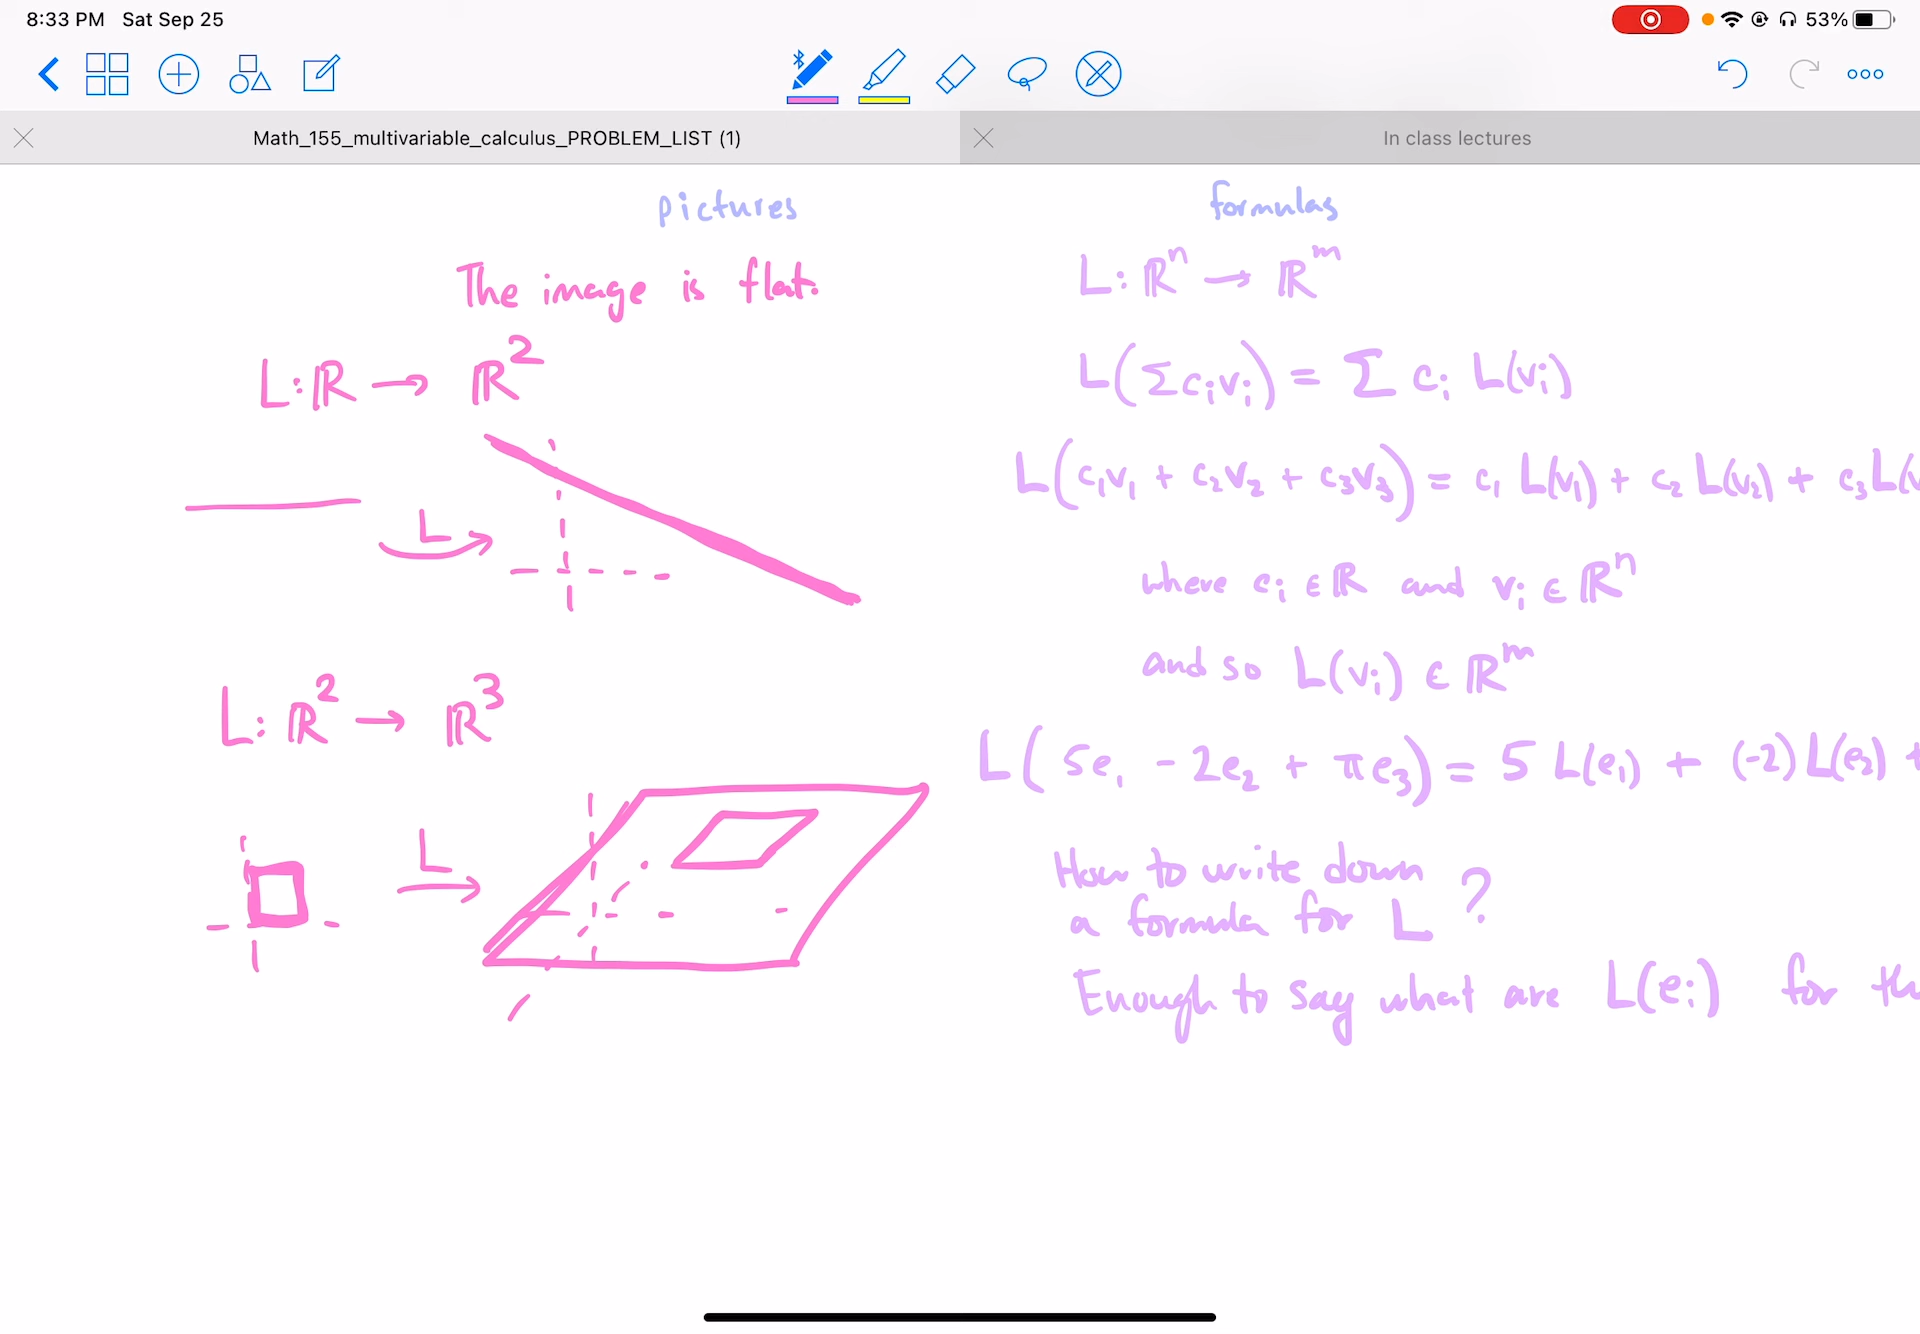 8:33 PM Sat Sep 25
53%
Math_155_multivariable_calculus_PROBLEM_LIST (1)
In class lectures
pictures
The image is flat.
L: ℝ → ℝ²
L
L: ℝ² → ℝ³
L
formulas
L: ℝⁿ → ℝᵐ
L(Σcᵢvᵢ) = Σ cᵢ L(vᵢ)
L(c₁v₁ + c₂v₂ + c₃v₃) = c₁ L(v₁) + c₂ L(v₂) + c₃L(v
where cᵢ ∈ ℝ and vᵢ ∈ ℝⁿ
and so L(vᵢ) ∈ ℝᵐ
L( 5e₁ - 2e₂ + πe₃) = 5 L(e₁) + (-2) L(e₂) +
How to write down
a formula for L ?
Enough to say what are L(eᵢ) for th